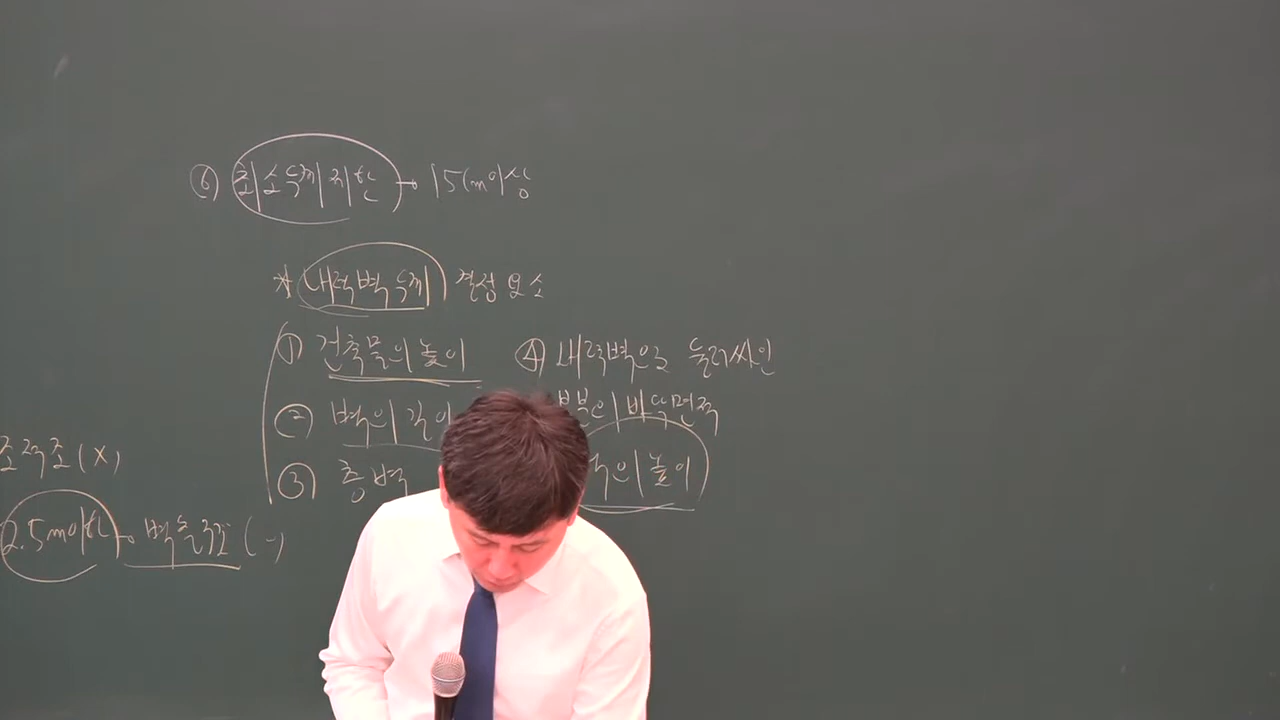 ⑥ 최소두께 제한 → 15cm이상
* 내력벽 두께 결정요소
① 건축물의 높이
② 벽의 길이
③ 층
④ 내력벽으로 둘러싸인
부분의 바닥면적
벽의 높이
조적조(X)
2.5m이하 → 벽